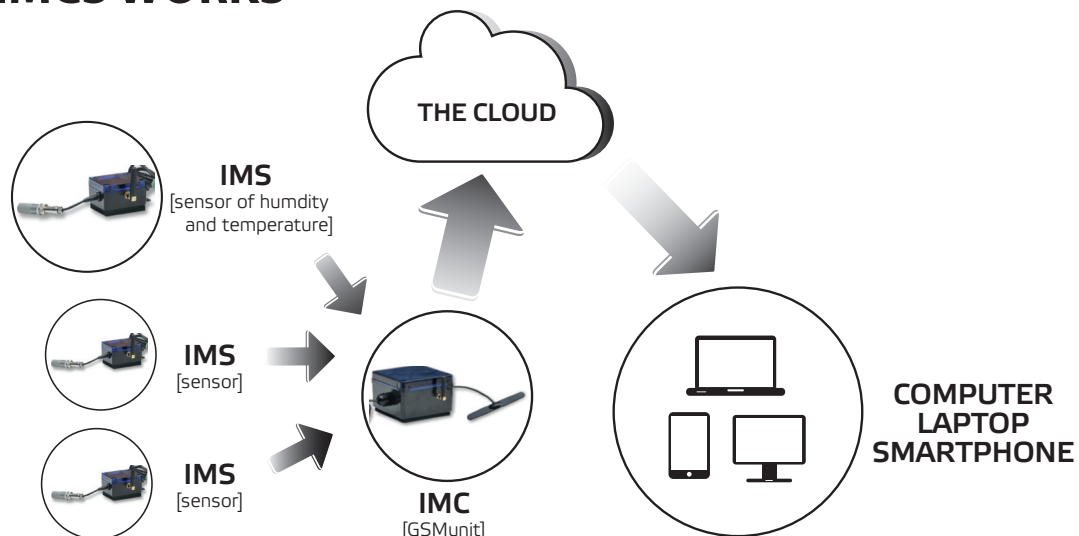 IMCS WORKS
THE CLOUD
IMS
[sensor of humdity
and temperature]
IMS
[sensor]
IMS
[sensor]
IMC
[GSMunit]
COMPUTER
LAPTOP
SMARTPHONE